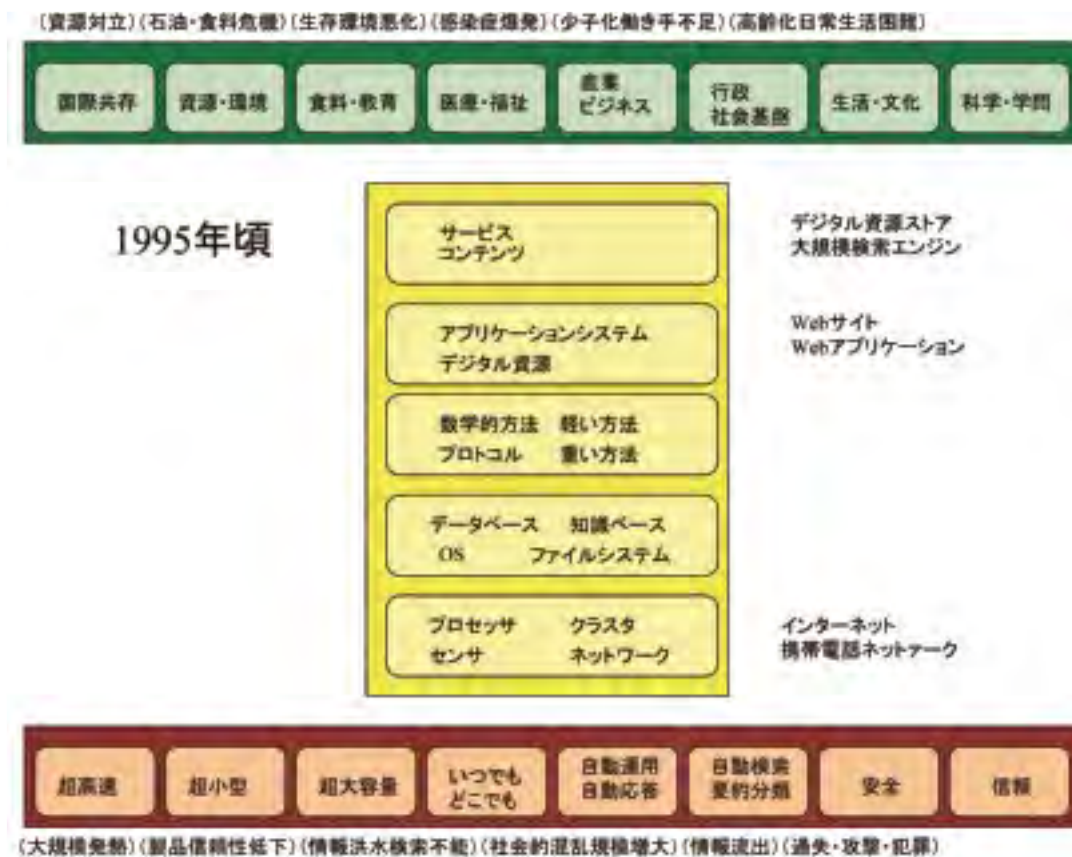 (資源対立)(石油・食料危機)(生存環境悪化)(感染症爆発)(少子化働き手不足)(高齢化日常生活困難)
国際共存
資源・環境
食料・教育
医療・福祉
産業
ビジネス
行政
社会基盤
生活・文化
科学・学問
1995年頃
サービス
コンテンツ
デジタル資源ストア
大規模検索エンジン
アプリケーションシステム
デジタル資源
Webサイト
Webアプリケーション
数学的方法 軽い方法
プロトコル 重い方法
データベース 知識ベース
OS ファイルシステム
プロセッサ クラスタ
センサ ネットワーク
インターネット
携帯電話ネットァーク
超高速
超小型
超大容量
いつでも
どこでも
自動運用
自動応答
自動検索
要約分類
安全
信頼
(大規模発熱)(製品信頼性低下)(情報洪水検索不能)(社会的混乱規模増大)(情報流出)(過失・攻撃・犯罪)